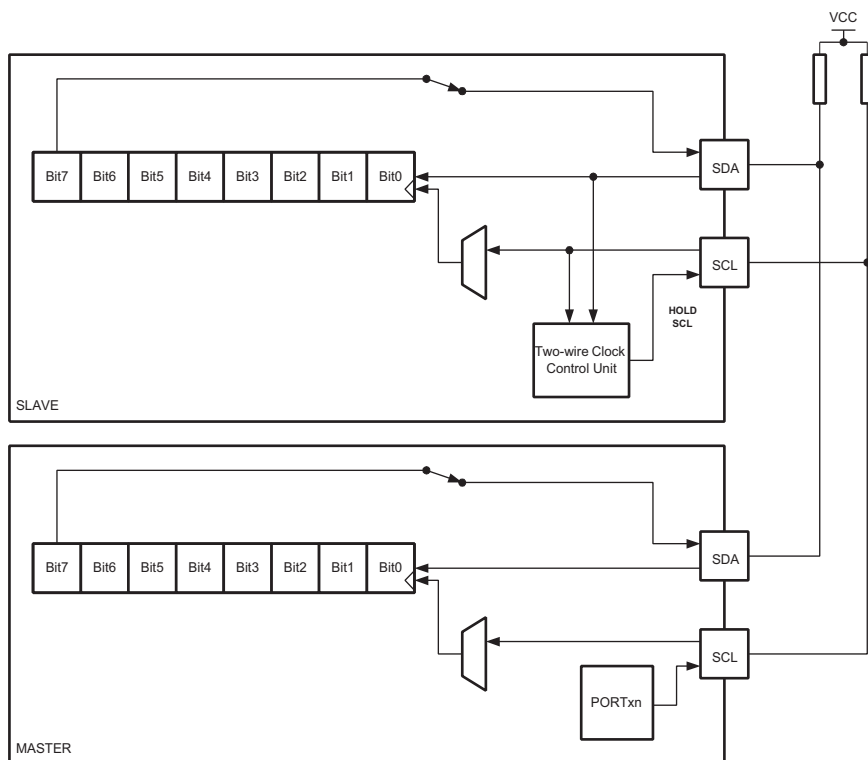 VCC
Bit7 Bit6 Bit5 Bit4 Bit3 Bit2 Bit1 Bit0
SDA
SCL
HOLD
SCL
Two-wire Clock
Control Unit
SLAVE
Bit7 Bit6 Bit5 Bit4 Bit3 Bit2 Bit1 Bit0
SDA
SCL
PORTxn
MASTER